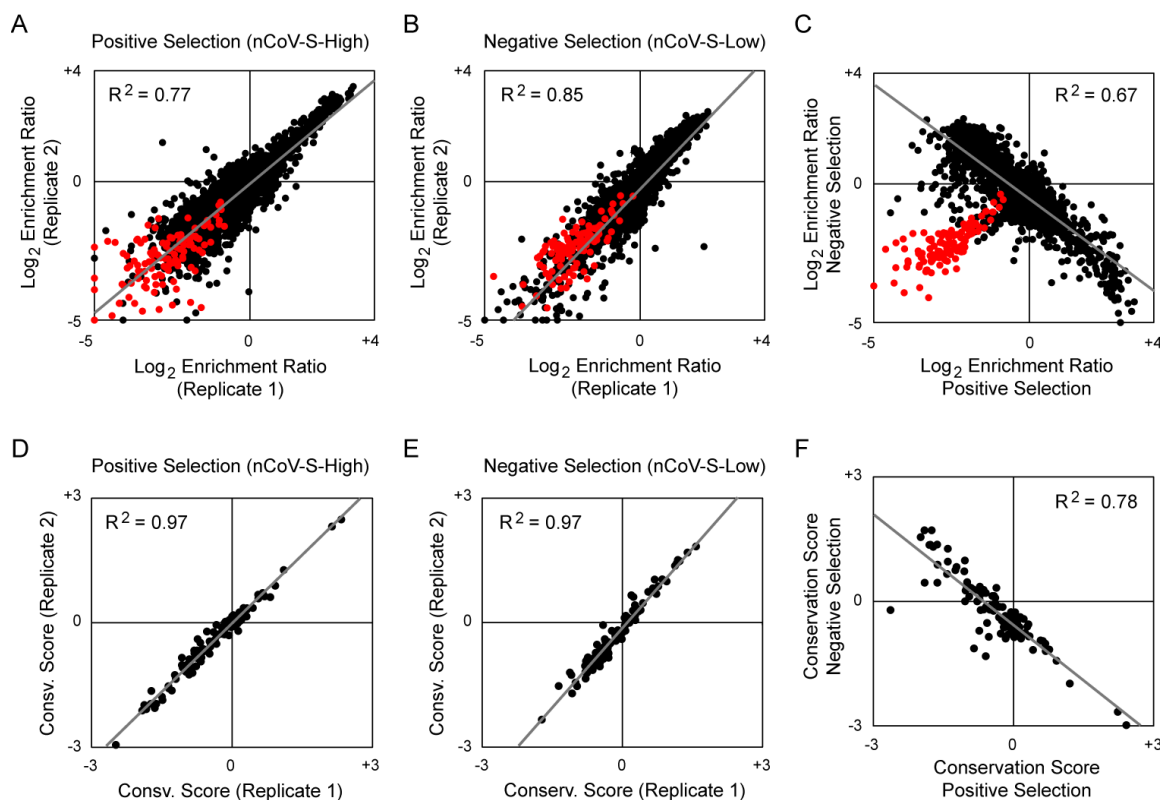 A
Positive Selection (nCoV-S-High)
+4
R² = 0.77
0
-5
-5
0
+4
Log₂ Enrichment Ratio
(Replicate 2)
Log₂ Enrichment Ratio
(Replicate 1)
B
Negative Selection (nCoV-S-Low)
+4
R² = 0.85
0
-5
-5
0
+4
Log₂ Enrichment Ratio
(Replicate 2)
Log₂ Enrichment Ratio
(Replicate 1)
C
+4
R² = 0.67
0
-5
-5
0
+4
Log₂ Enrichment Ratio
Negative Selection
Log₂ Enrichment Ratio
Positive Selection
D
Positive Selection (nCoV-S-High)
+3
R² = 0.97
0
-3
-3
0
+3
Consv. Score (Replicate 2)
Consv. Score (Replicate 1)
E
Negative Selection (nCoV-S-Low)
+3
R² = 0.97
0
-3
-3
0
+3
Consv. Score (Replicate 2)
Conserv. Score (Replicate 1)
F
+3
R² = 0.78
0
-3
-3
0
+3
Conservation Score
Negative Selection
Conservation Score
Positive Selection